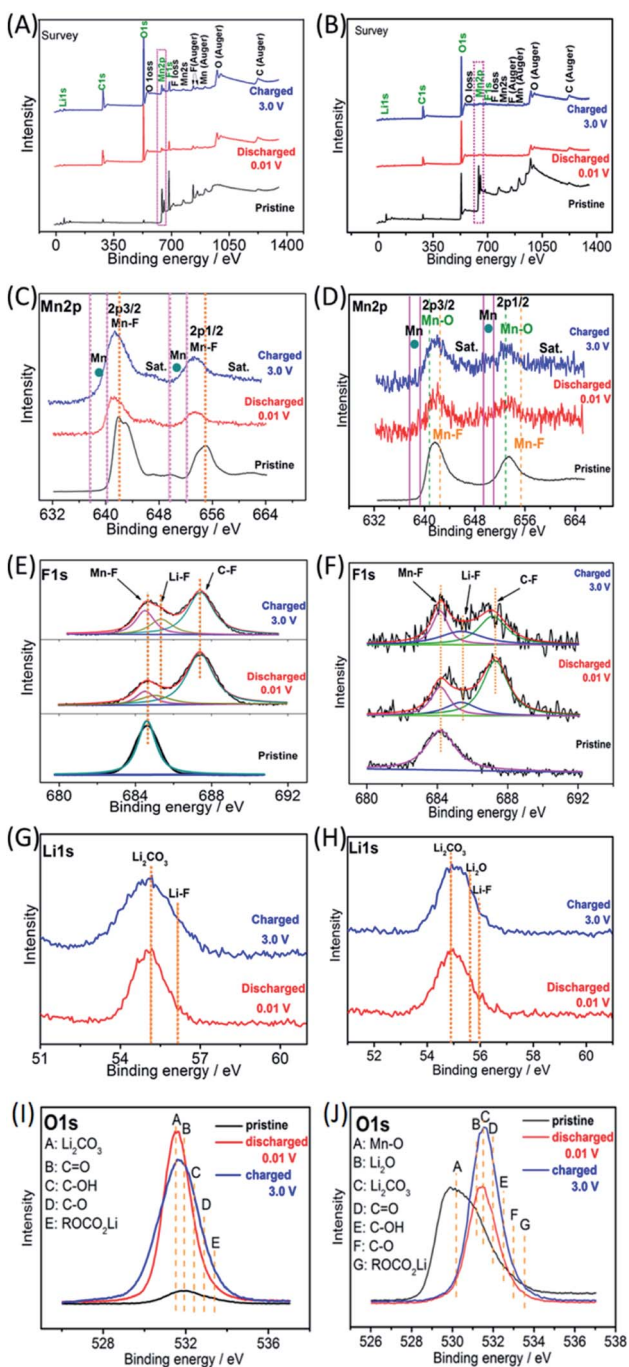 (A)
Survey
Li1s
C1s
O1s
O loss
Mn2p
F1s
F loss
Mn2s
F(Auger)
Mn (Auger)
O (Auger)
C (Auger)
Charged
3.0 V
Discharged
0.01 V
Pristine
Intensity
0 350 700 1050 1400
Binding energy / eV
(B)
Survey
Li1s
C1s
O1s
O loss
Mn2p
F1s
F loss
Mn2s
F (Auger)
Mn (Auger)
O (Auger)
C (Auger)
Charged
3.0 V
Discharged
0.01 V
Pristine
Intensity
0 350 700 1050 1400
Binding energy / eV
(C)
Mn2p
2p3/2
Mn-F
Mn
Sat.
2p1/2
Mn-F
Mn
Sat.
Charged
3.0 V
Discharged
0.01 V
Pristine
Intensity
632 640 648 656 664
Binding energy / eV
(D)
Mn2p
2p3/2
Mn
Mn-O
Sat.
2p1/2
Mn
Mn-O
Sat.
Charged
3.0 V
Discharged
0.01 V
Mn-F
Mn-F
Pristine
Intensity
632 640 648 656 664
Binding energy / eV
(E)
F1s
Mn-F
Li-F
C-F
Charged
3.0 V
Discharged
0.01 V
Pristine
Intensity
680 684 688 692
Binding energy / eV
(F)
F1s
Mn-F
Li-F
C-F
Charged
3.0 V
Discharged
0.01 V
Pristine
Intensity
680 684 688 692
Binding energy / eV
(G)
Li1s
Li₂CO₃
Li-F
Charged
3.0 V
Discharged
0.01 V
Intensity
51 54 57 60
Binding energy / eV
(H)
Li1s
Li₂CO₃
Li₂O
Li-F
Charged
3.0 V
Discharged
0.01 V
Intensity
52 54 56 58 60
Binding energy / eV
(I)
O1s
A: Li₂CO₃
B: C=O
C: C-OH
D: C-O
E: ROCO₂Li
A
B
C
D
E
pristine
discharged
0.01 V
charged
3.0 V
Intensity
528 532 536
Binding energy / eV
(J)
O1s
A: Mn-O
B: Li₂O
C: Li₂CO₃
D: C=O
E: C-OH
F: C-O
G: ROCO₂Li
A
B
C
D
E
F
G
pristine
discharged
0.01 V
charged
3.0 V
Intensity
526 528 530 532 534 536 538
Binding energy / eV